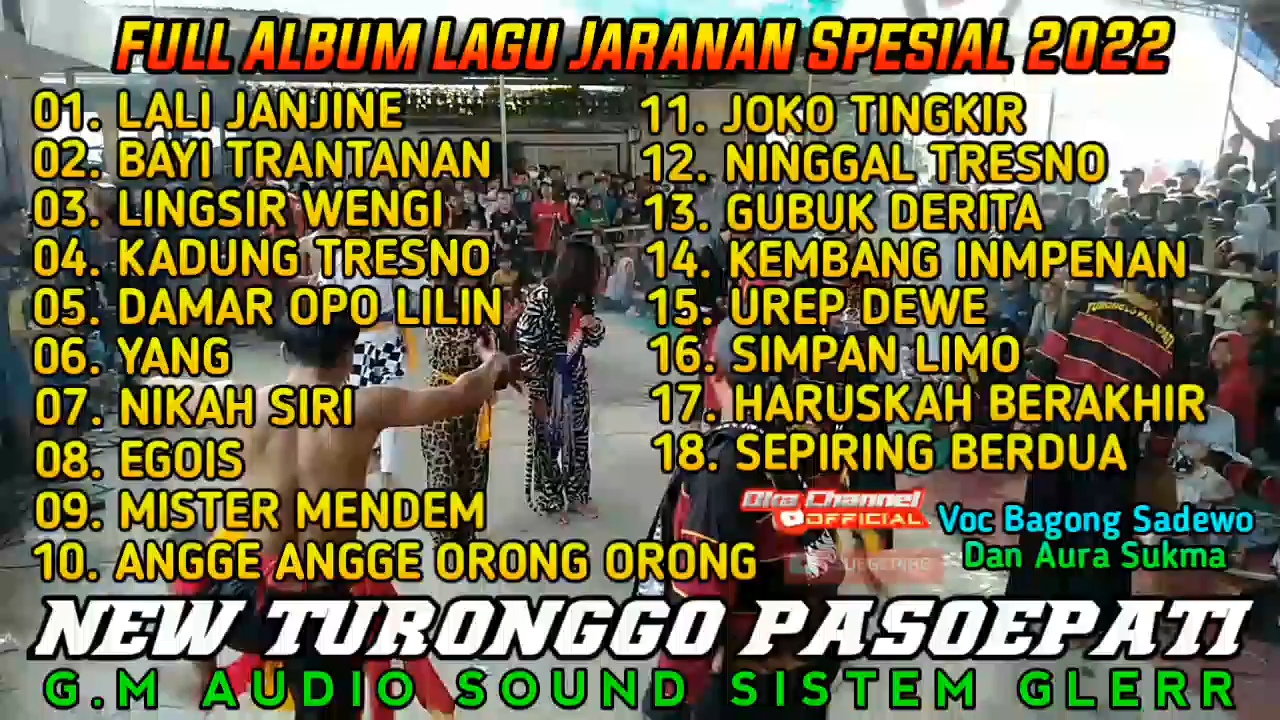 FULL ALBUM LAGU JARANAN SPESIAL 2022
01. LALI JANJINE
02. BAYI TRANTANAN
03. LINGSIR WENGI
04. KADUNG TRESNO
05. DAMAR OPO LILIN
06. YANG
07. NIKAH SIRI
08. EGOIS
09. MISTER MENDEM
10. ANGGE ANGGE ORONG ORONG
11. JOKO TINGKIR
12. NINGGAL TRESNO
13. GUBUK DERITA
14. KEMBANG INMPENAN
15. UREP DEWE
16. SIMPAN LIMO
17. HARUSKAH BERAKHIR
18. SEPIRING BERDUA
Oka Channel
OFFICIAL
Voc Bagong Sadewo
Dan Aura Sukma
NEW TURONGGO PASOEPATI
G.M AUDIO SOUND SISTEM GLERR